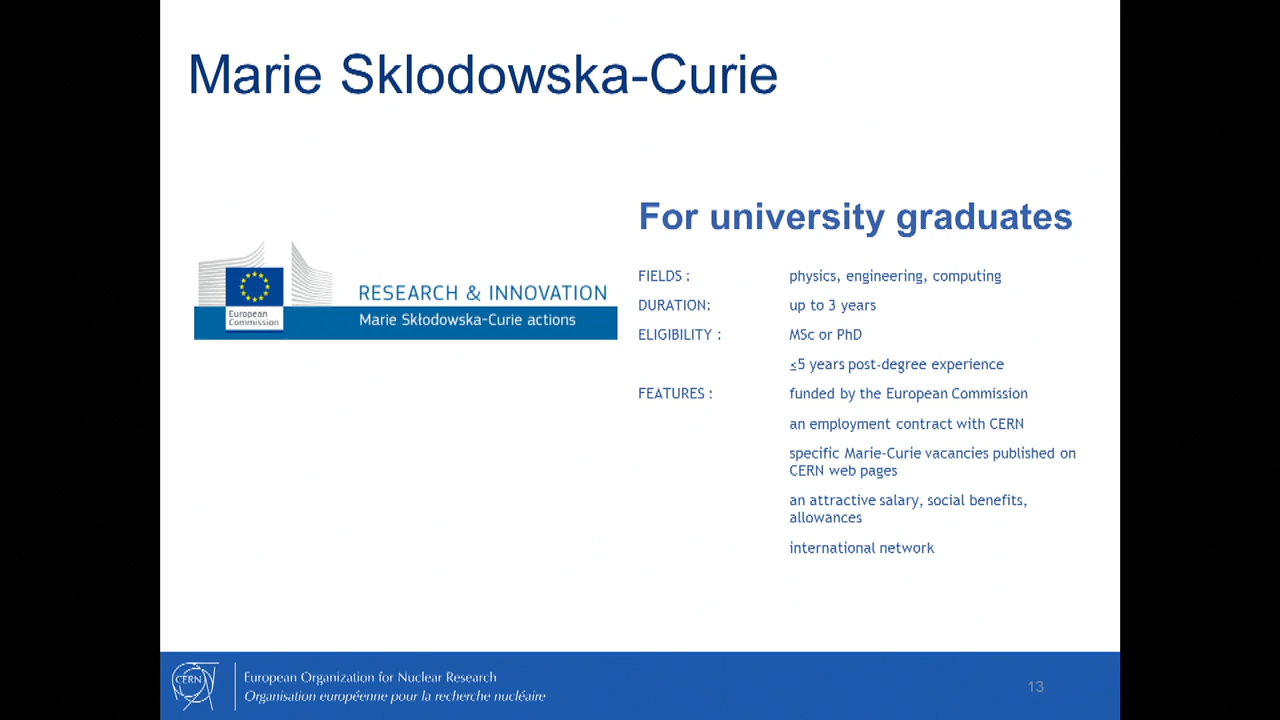 Marie Sklodowska-Curie
For university graduates
European
Commission
RESEARCH & INNOVATION
Marie Skłodowska-Curie actions
FIELDS : physics, engineering, computing
DURATION: up to 3 years
ELIGIBILITY : MSc or PhD
≤5 years post-degree experience
FEATURES : funded by the European Commission
an employment contract with CERN
specific Marie-Curie vacancies published on
CERN web pages
an attractive salary, social benefits,
allowances
international network
CERN
European Organization for Nuclear Research
Organisation européenne pour la recherche nucléaire
13